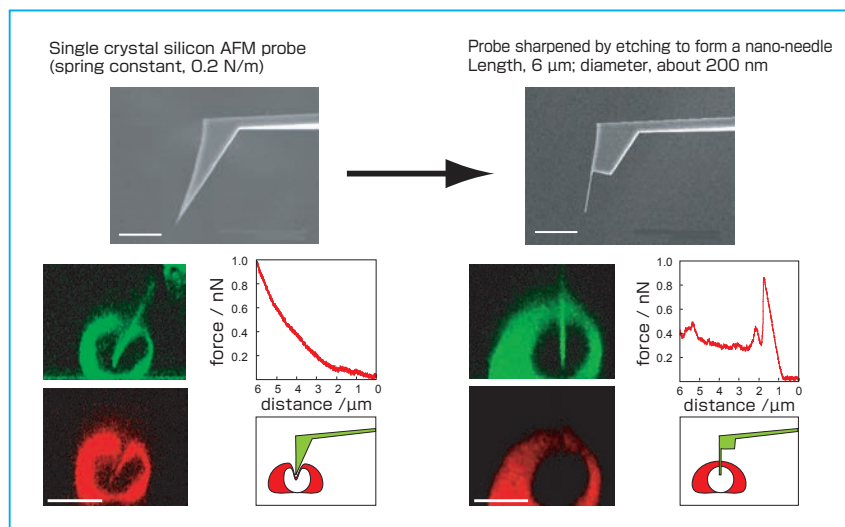 Single crystal silicon AFM probe
(spring constant, 0.2 N/m)
Probe sharpened by etching to form a nano-needle
Length, 6 μm; diameter, about 200 nm
force / nN
1.0
0.8
0.6
0.4
0.2
6 5 4 3 2 1 0
distance /μm
force / nN
1.0
0.8
0.6
0.4
0.2
6 5 4 3 2 1 0
distance /μm